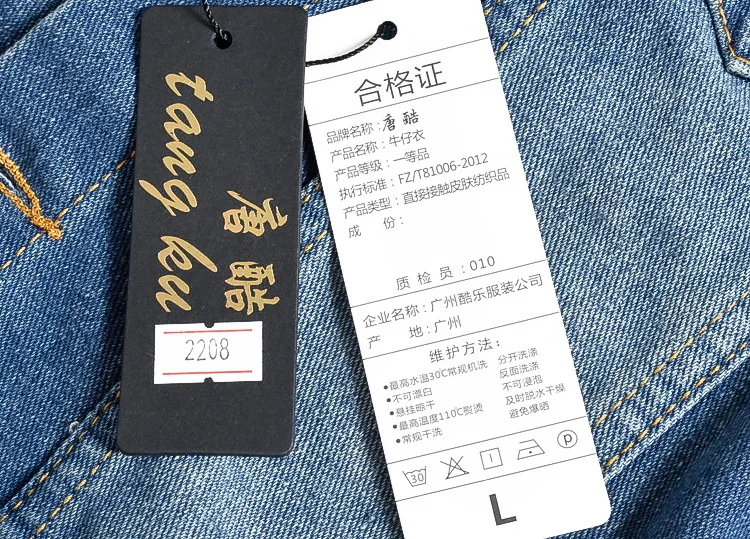 tang ku
唐酷
2208
合格证
品牌名称：唐酷
产品名称：牛仔衣
产品等级：一等品
执行标准：FZ/T81006-2012
产品类型：直接接触皮肤纺织品
成 份：
质检员：010
企业名称：广州酷乐服装公司
产 地：广州
维护方法：
●最高水温30℃常规机洗 分开洗涤
●不可漂白 反面洗涤
●悬挂晾干 不可浸泡
●最高温度110℃熨烫 及时脱水干燥
●常规干洗 避免爆晒
30
P
L